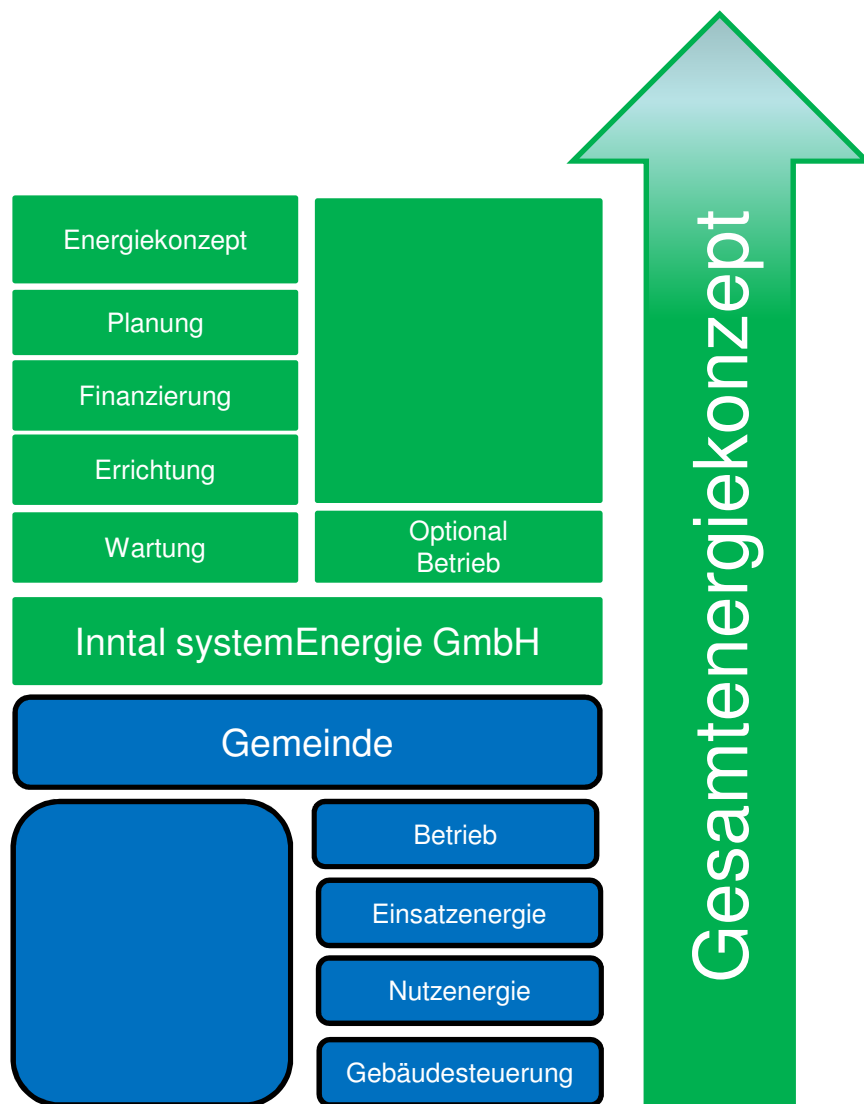 Energiekonzept
Planung
Finanzierung
Errichtung
Wartung
Optional
Betrieb
Inntal systemEnergie GmbH
Gemeinde
Betrieb
Einsatzenergie
Nutzenergie
Gebäudesteuerung
Gesamtenergiekonzept